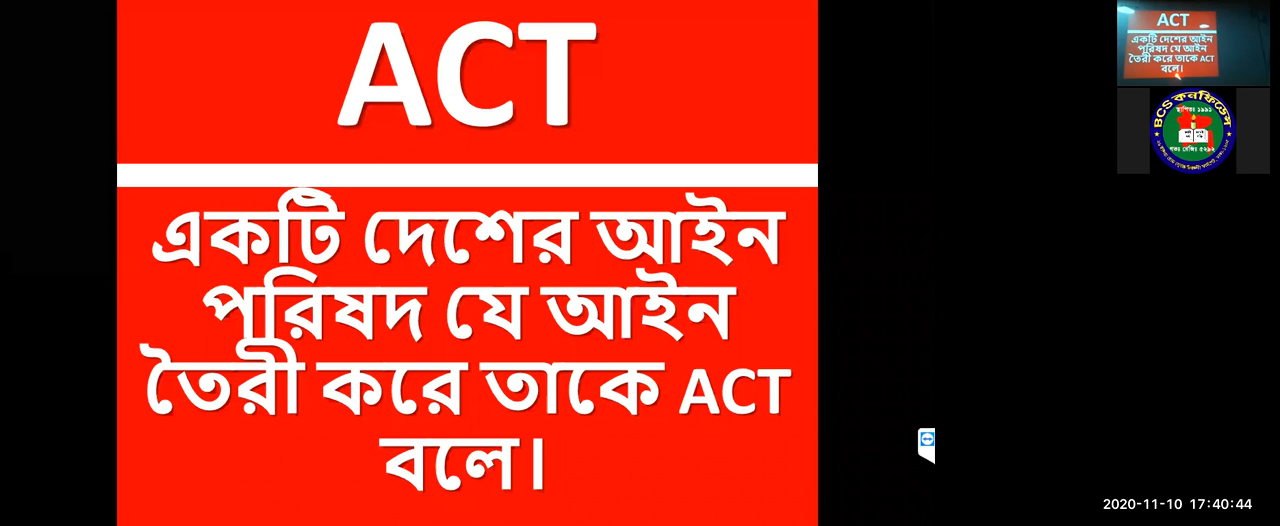 ACT
একটি দেশের আইন
পরিষদ যে আইন
তৈরী করে তাকে ACT
বলে।
ACT
একটি দেশের আইন
পরিষদ যে আইন
তৈরী করে তাকে ACT
বলে।
BCS কনফিডেন্স
স্থাপিতঃ ১৯৯১
2020-11-10 17:40:44